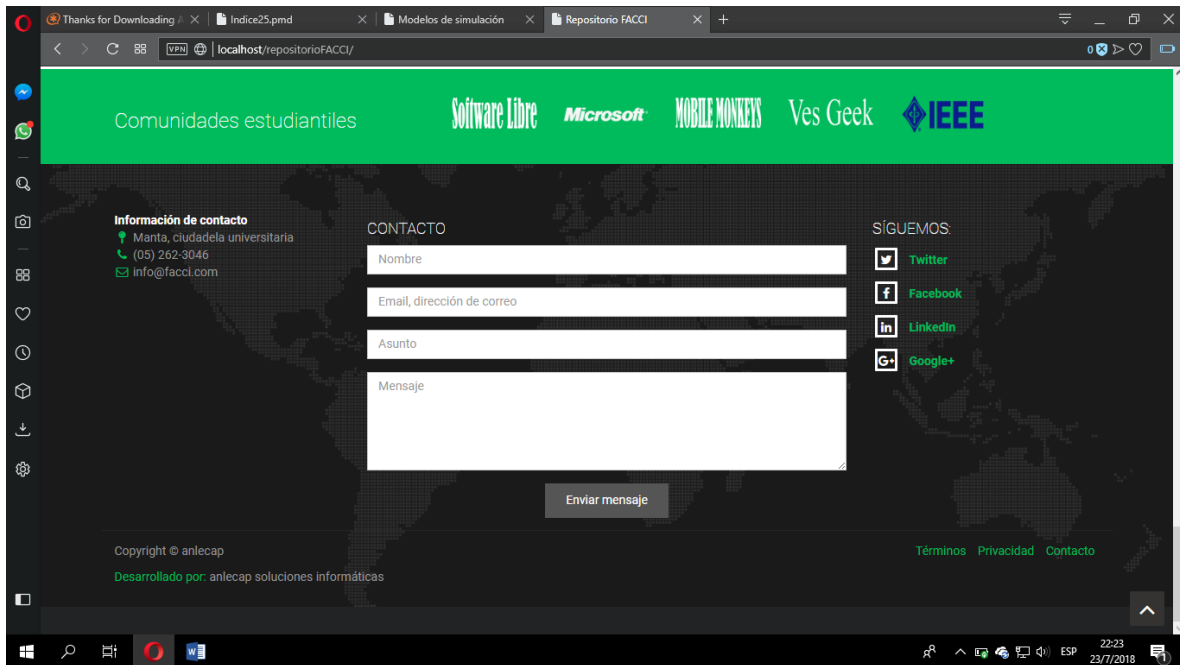 Thanks for Downloading A
Indice25.pmd
Modelos de simulación
Repositorio FACCI
VPN
localhost/repositorioFACCI/
0
Comunidades estudiantiles
Software Libre
Microsoft
MOBILE MONKEYS
Ves Geek
IEEE
Información de contacto
Manta, ciudadela universitaria
(05) 262-3046
info@facci.com
CONTACTO
Nombre
Email, dirección de correo
Asunto
Mensaje
Enviar mensaje
SÍGUEMOS:
Twitter
Facebook
LinkedIn
Google+
Copyright © anlecap
Términos Privacidad Contacto
Desarrollado por: anlecap soluciones informáticas
ESP
22:23
23/7/2018